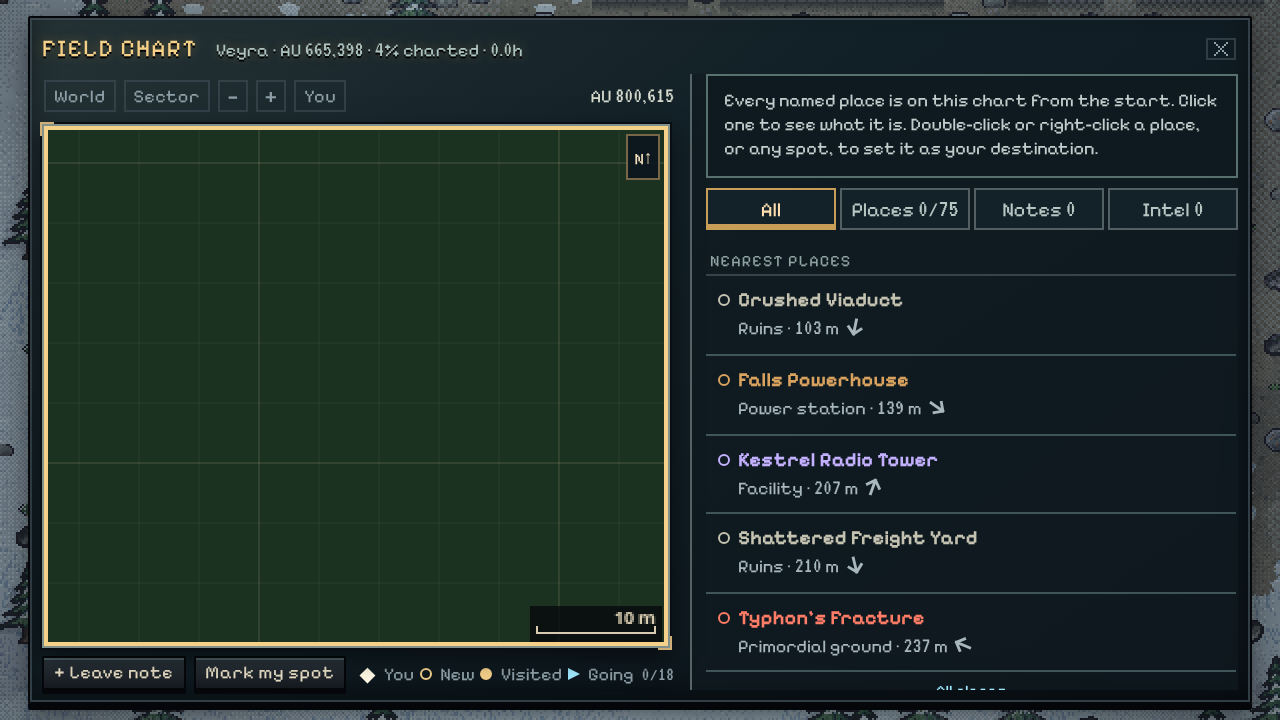 FIELD CHART
Veyra · AU 665,398 · 4% charted · 0.0h
World
Sector
-
+
You
AU 800,615
N↑
10 m
+ Leave note
Mark my spot
You
New
Visited
Going
0/18
Every named place is on this chart from the start. Click
one to see what it is. Double-click or right-click a place,
or any spot, to set it as your destination.
All
Places 0/75
Notes 0
Intel 0
NEAREST PLACES
Crushed Viaduct
Ruins · 103 m
Falls Powerhouse
Power station · 139 m
Kestrel Radio Tower
Facility · 207 m
Shattered Freight Yard
Ruins · 210 m
Typhon's Fracture
Primordial ground · 237 m